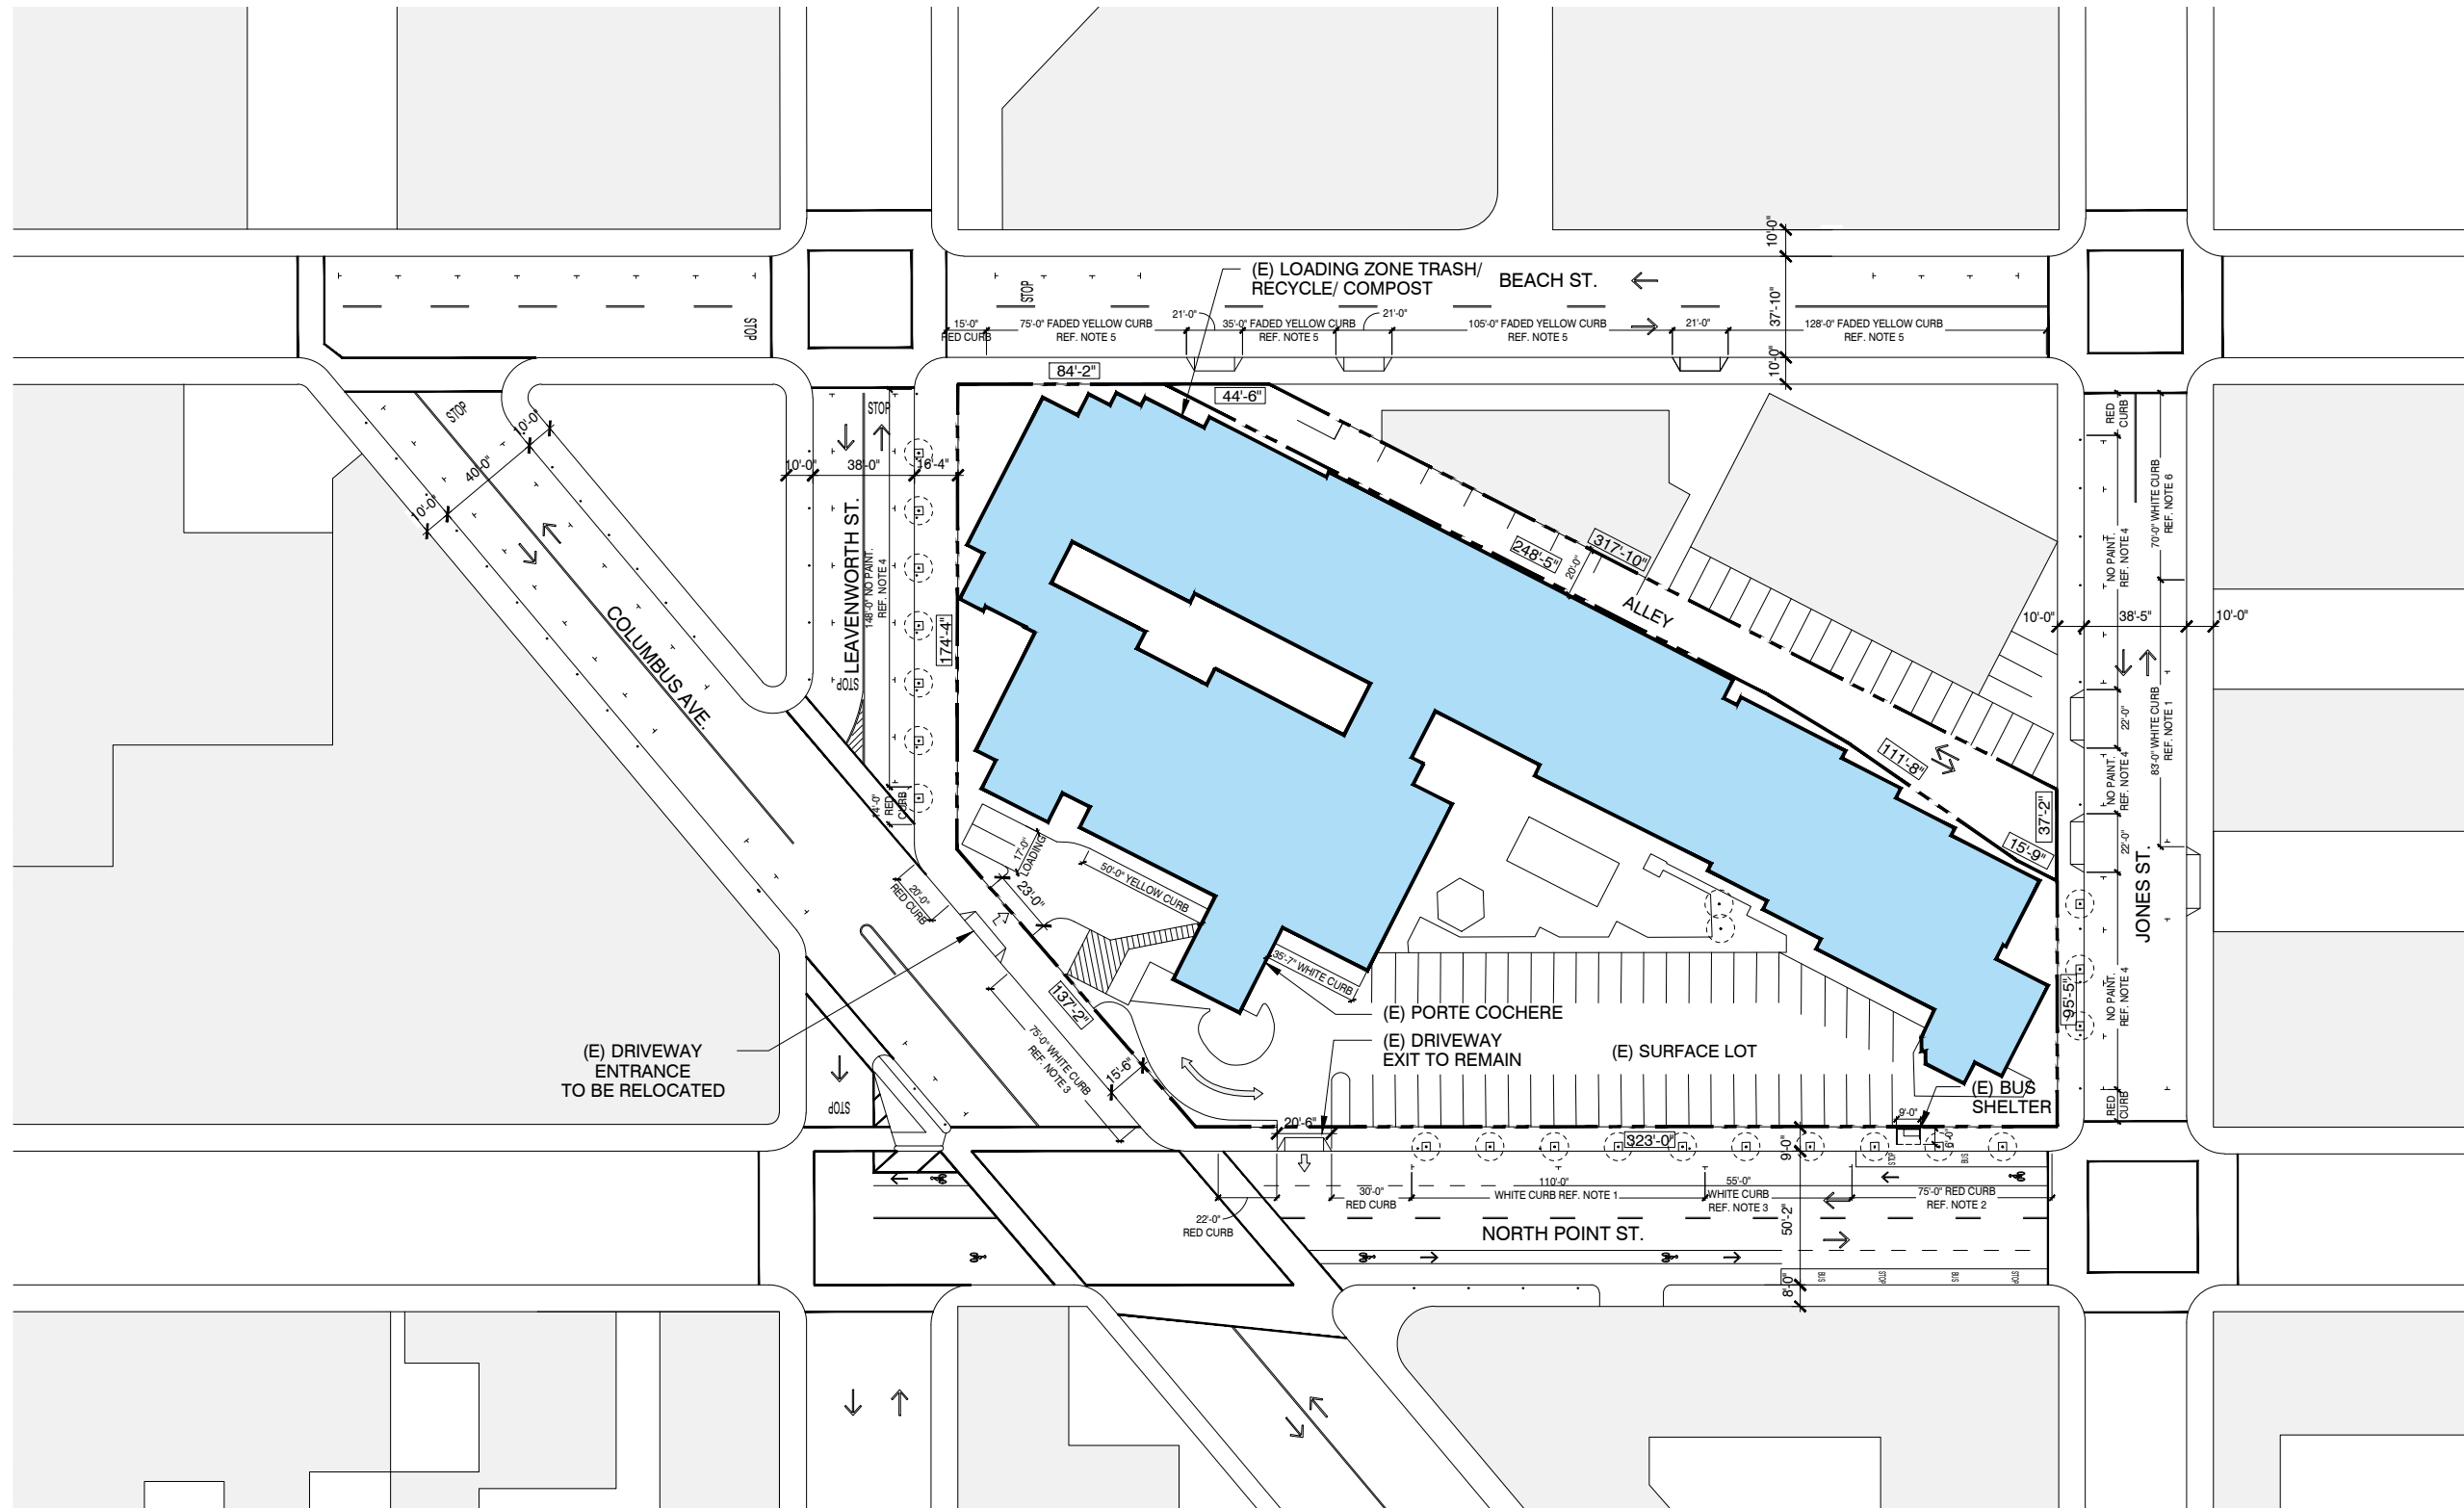 10'-0"
(E) LOADING ZONE TRASH/
RECYCLE/ COMPOST
BEACH ST.
STOP
STOP
37'-10"
15'-0"
RED CURB
75'-0" FADED YELLOW CURB
REF. NOTE 5
21'-0"
35'-0" FADED YELLOW CURB
REF. NOTE 5
21'-0"
105'-0" FADED YELLOW CURB
REF. NOTE 5
21'-0"
128'-0" FADED YELLOW CURB
REF. NOTE 5
10'-0"
84'-2"
44'-6"
STOP
10'-0"
40'-0"
10'-0"
STOP
10'-0"
38'-0"
16'-4"
LEAVENWORTH ST.
148'-0" NO PAINT.
REF. NOTE 4
174'-4"
STOP
14'-0"
RED
CURB
COLUMBUS AVE.
248'-5"
317'-10"
20'-0"
ALLEY
111'-8"
37'-2"
15'-9"
RED
CURB
NO PAINT.
REF. NOTE 4
70'-0" WHITE CURB
REF. NOTE 6
10'-0"
38'-5"
10'-0"
22'-0"
NO PAINT.
REF. NOTE 4
83'-0" WHITE CURB
REF. NOTE 1
22'-0"
JONES ST.
95'-5"
NO PAINT.
REF. NOTE 4
RED
CURB
17'-0"
LOADING
23'-0"
50'-0" YELLOW CURB
20'-0"
RED CURB
137'-2"
35'-7" WHITE CURB
75'-0" WHITE CURB
REF. NOTE 3
15'-6"
(E) PORTE COCHERE
(E) DRIVEWAY
EXIT TO REMAIN
(E) SURFACE LOT
(E) DRIVEWAY
ENTRANCE
TO BE RELOCATED
(E) BUS
SHELTER
STOP
20'-6"
323'-0"
9'-0"
9'-0"
6'-0"
STOP
BUS
22'-0"
RED CURB
30'-0"
RED CURB
110'-0"
WHITE CURB REF. NOTE 1
55'-0"
WHITE CURB
REF. NOTE 3
75'-0" RED CURB
REF. NOTE 2
50'-2"
NORTH POINT ST.
BUS
STOP
BUS
STOP
8'-0"